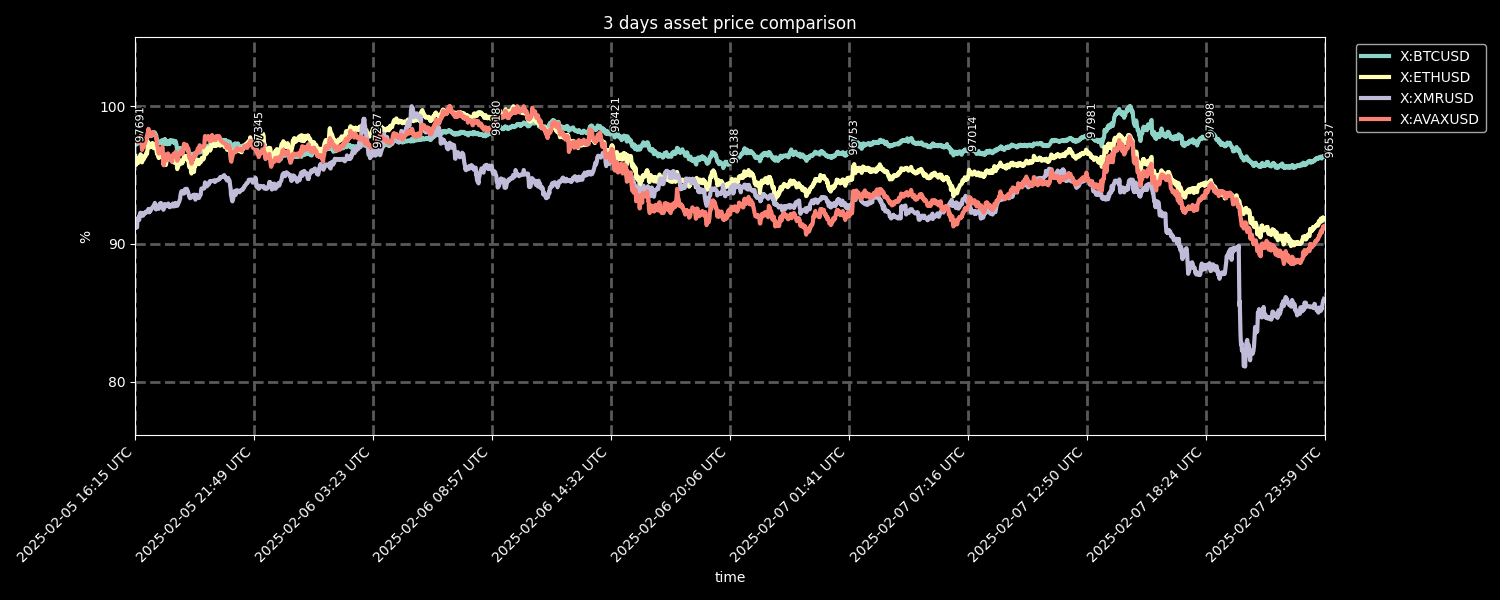 3 days asset price comparison
X:BTCUSD
X:ETHUSD
X:XMRUSD
X:AVAXUSD
100
90
80
%
97691
97345
97267
98180
98421
96138
96753
97014
97981
97998
96537
2025-02-05 16:15 UTC
2025-02-05 21:49 UTC
2025-02-06 03:23 UTC
2025-02-06 08:57 UTC
2025-02-06 14:32 UTC
2025-02-06 20:06 UTC
2025-02-07 01:41 UTC
2025-02-07 07:16 UTC
2025-02-07 12:50 UTC
2025-02-07 18:24 UTC
2025-02-07 23:59 UTC
time